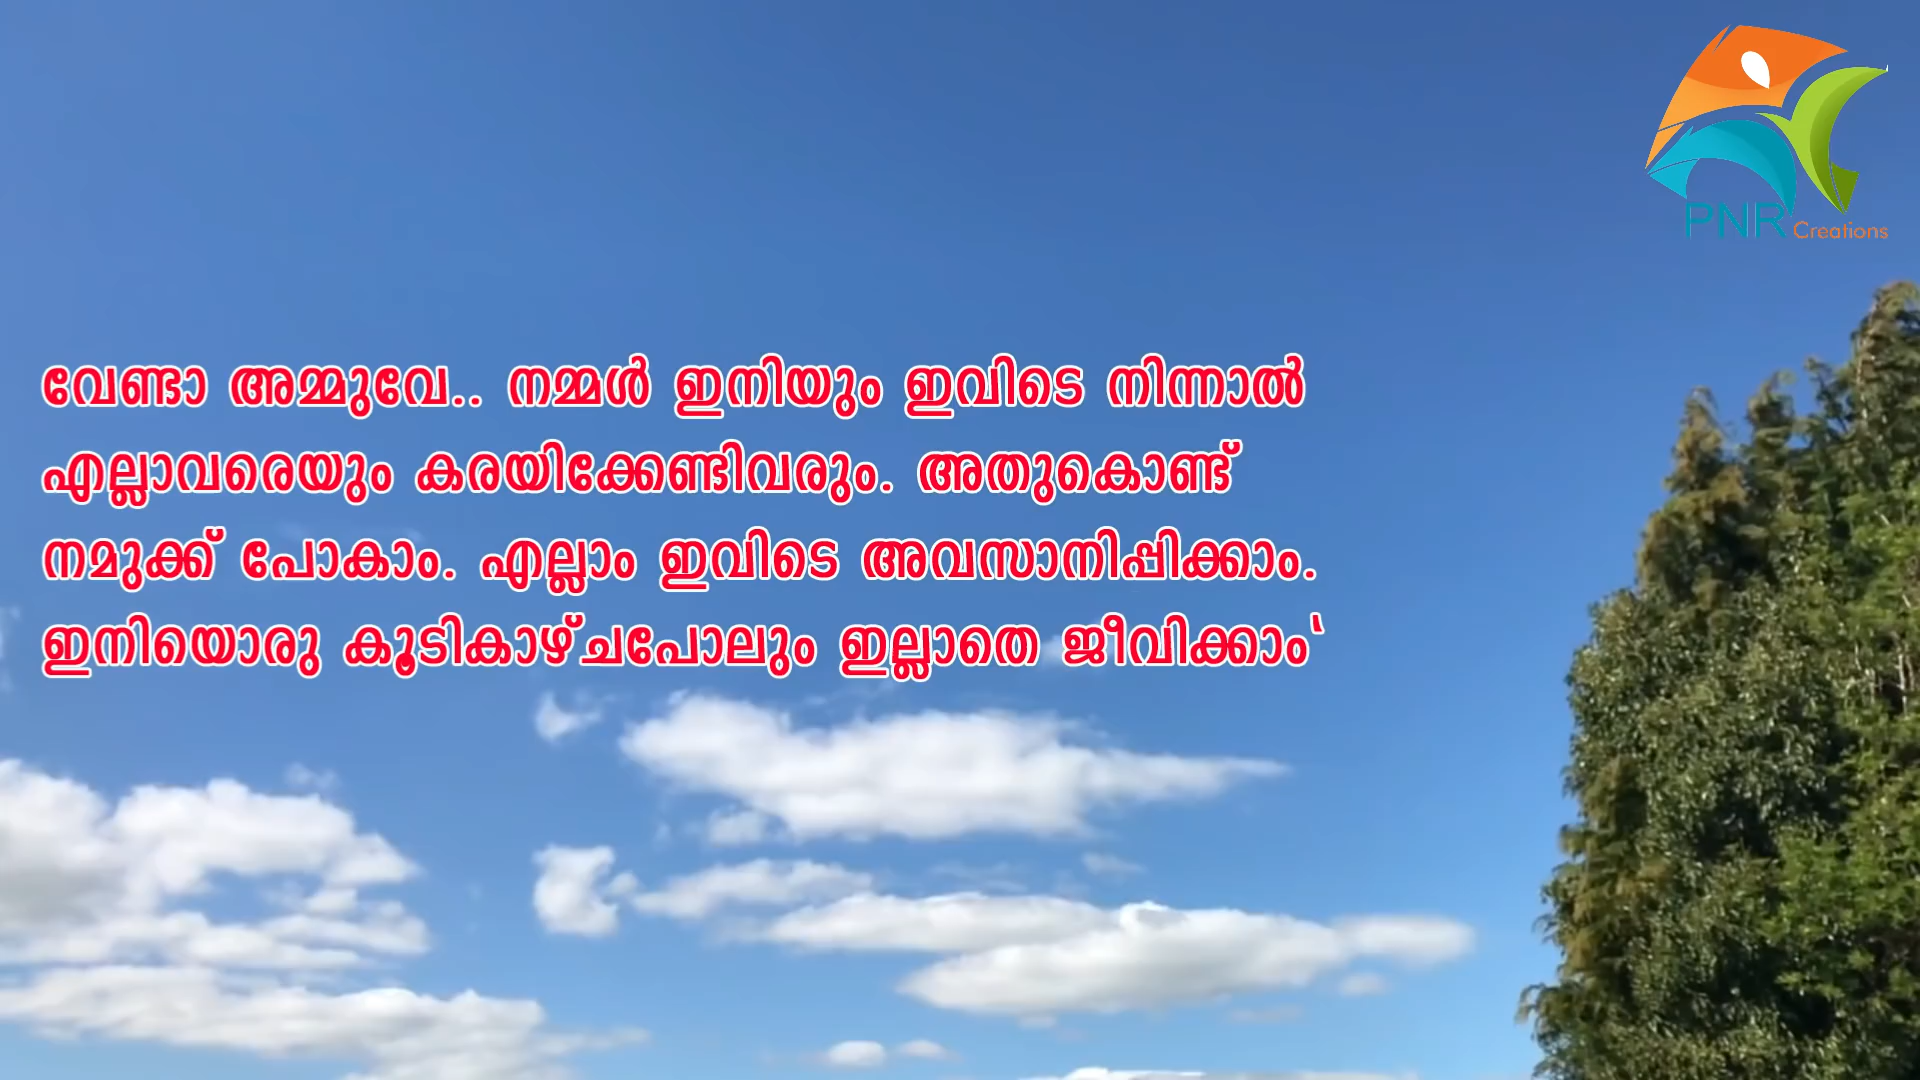 PNR Creations
വേണ്ടാ അമ്മുവേ.. നമ്മൾ ഇനിയും ഇവിടെ നിന്നാൽ
എല്ലാവരെയും കരയിക്കേണ്ടിവരും. അതുകൊണ്ട്
നമുക്ക് പോകാം. എല്ലാം ഇവിടെ അവസാനിപ്പിക്കാം.
ഇനിയൊരു കൂടികാഴ്ചപോലും ഇല്ലാതെ ജീവിക്കാം‘